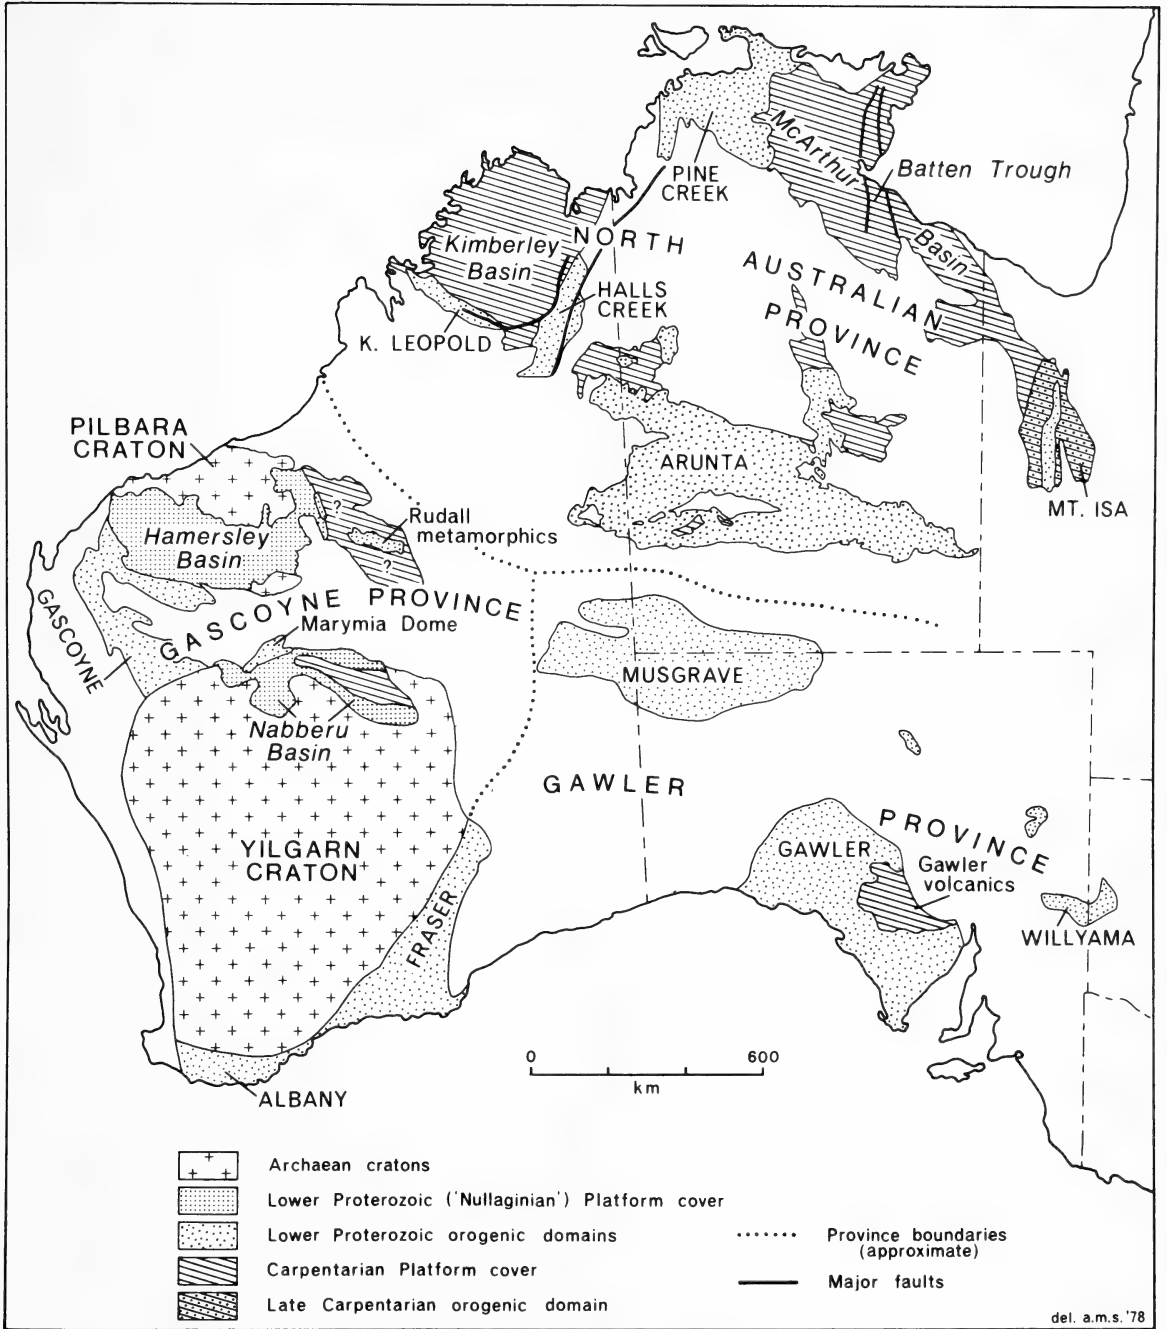 McArthur
Batten Trough
PINE
CREEK
Basin
NORTH
Kimberley
Basin
AUSTRALIAN
PROVINCE
HALLS
CREEK
K. LEOPOLD
PILBARA
CRATON
ARUNTA
MT. ISA
?
Rudall
metamorphics
Hamersley
Basin
?
GASCOYNE PROVINCE
GASCOYNE
Marymia Dome
MUSGRAVE
Nabberu
Basin
GAWLER
PROVINCE
YILGARN
CRATON
GAWLER
Gawler
volcanics
FRASER
WILLYAMA
0 600
km
ALBANY
Archaean cratons
Lower Proterozoic ('Nullaginian') Platform cover
Lower Proterozoic orogenic domains
Carpentarian Platform cover
Late Carpentarian orogenic domain
Province boundaries
(approximate)
Major faults
del. a.m.s. '78